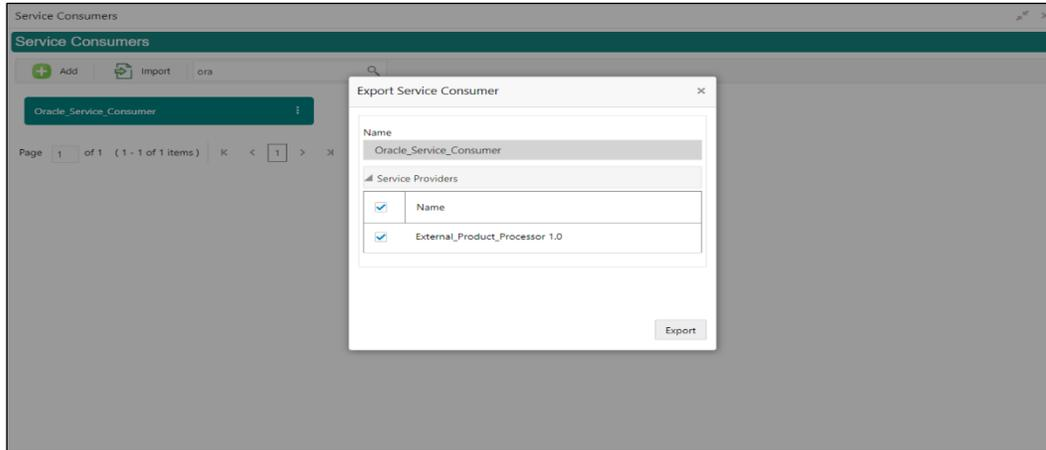 Service Consumers
Service Consumers
Add Import ora
Oracle_Service_Consumer
Page 1 of 1 (1 - 1 of 1 items) K < 1 > >|
Export Service Consumer ×
Name
Oracle_Service_Consumer
Service Providers
Name
External_Product_Processor 1.0
Export